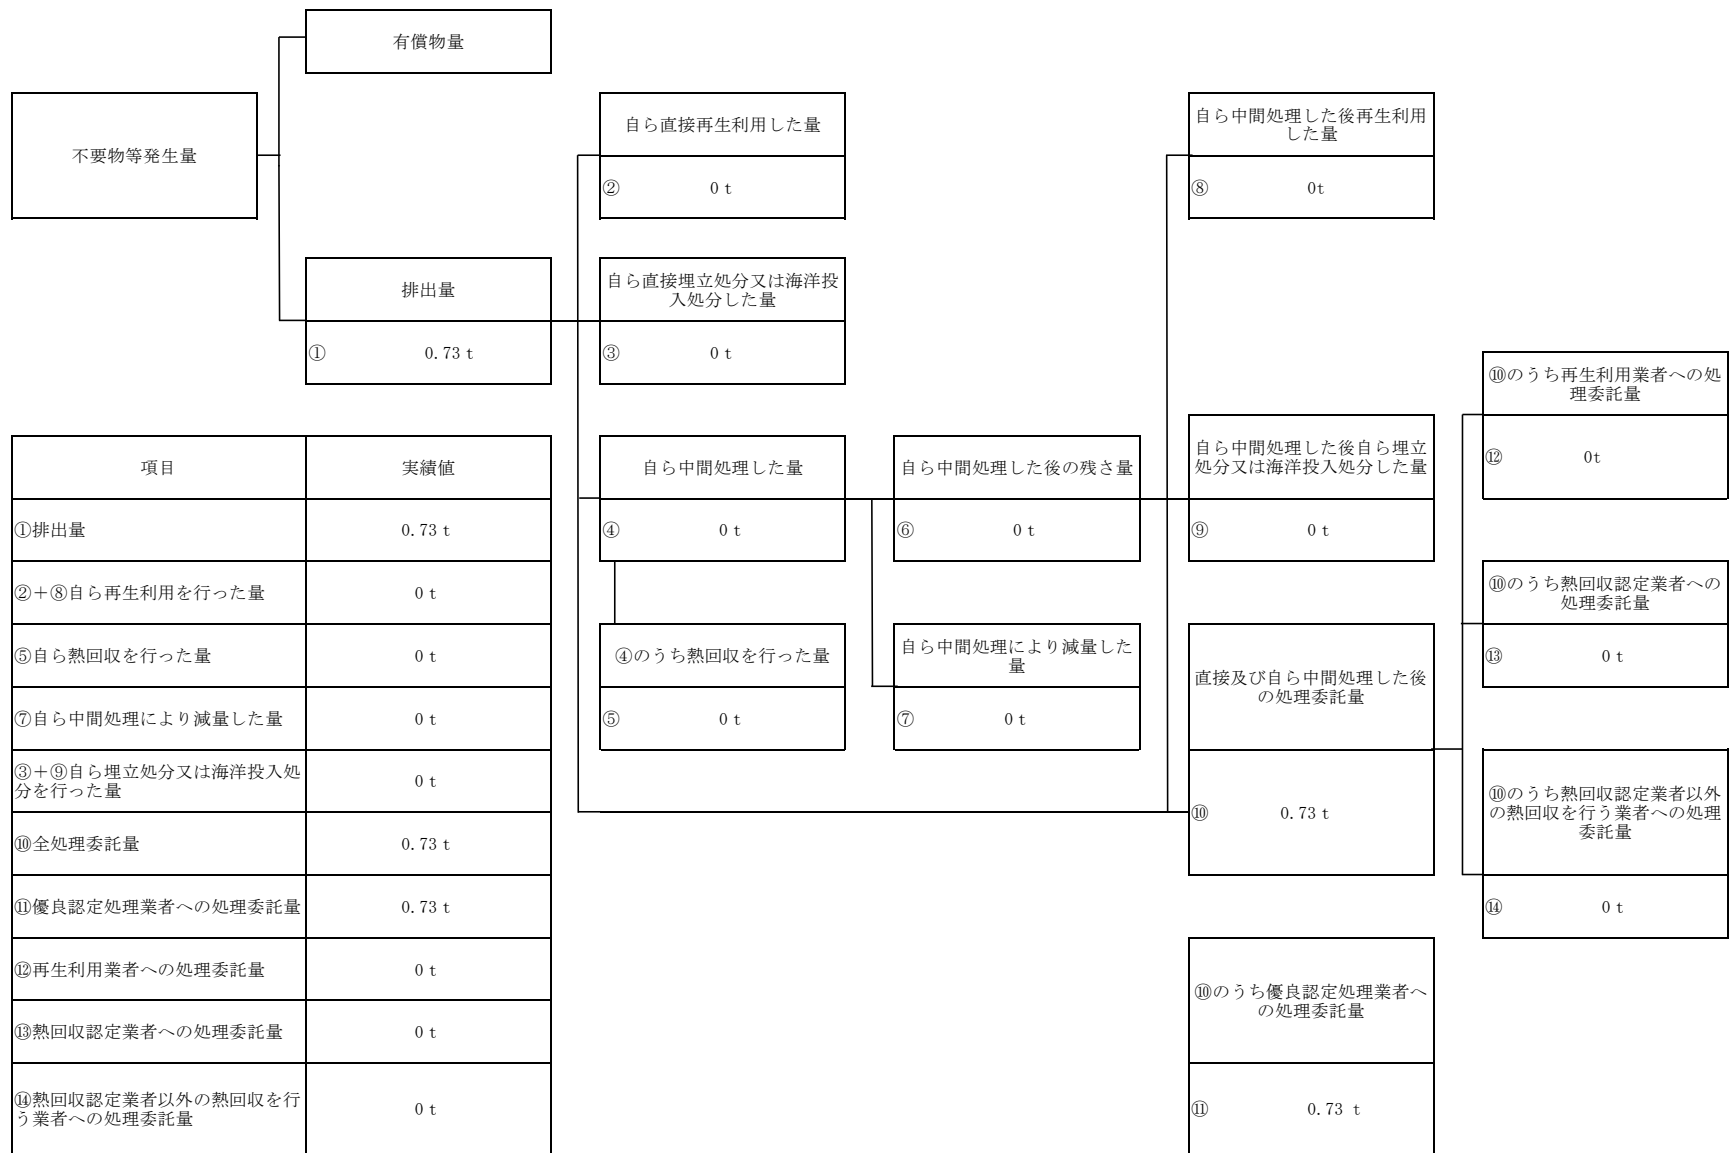 有償物量
不要物等発生量
自ら直接再生利用した量
② 0 t
自ら中間処理した後再生利用
した量
⑧ 0t
排出量
① 0.73 t
自ら直接埋立処分又は海洋投
入処分した量
③ 0 t
⑩のうち再生利用業者への処
理委託量
⑫ 0t
自ら中間処理した量
④ 0 t
自ら中間処理した後の残さ量
⑥ 0 t
自ら中間処理した後自ら埋立
処分又は海洋投入処分した量
⑨ 0 t
⑩のうち熱回収認定業者への
処理委託量
⑬ 0 t
④のうち熱回収を行った量
⑤ 0 t
自ら中間処理により減量した
量
⑦ 0 t
直接及び自ら中間処理した後
の処理委託量
⑩ 0.73 t
⑩のうち熱回収認定業者以外
の熱回収を行う業者への処理
委託量
⑭ 0 t
⑩のうち優良認定処理業者へ
の処理委託量
⑪ 0.73 t
項目 実績値
①排出量 0.73 t
②＋⑧自ら再生利用を行った量 0 t
⑤自ら熱回収を行った量 0 t
⑦自ら中間処理により減量した量 0 t
③＋⑨自ら埋立処分又は海洋投入処
分を行った量 0 t
⑩全処理委託量 0.73 t
⑪優良認定処理業者への処理委託量 0.73 t
⑫再生利用業者への処理委託量 0 t
⑬熱回収認定業者への処理委託量 0 t
⑭熱回収認定業者以外の熱回収を行
う業者への処理委託量 0 t